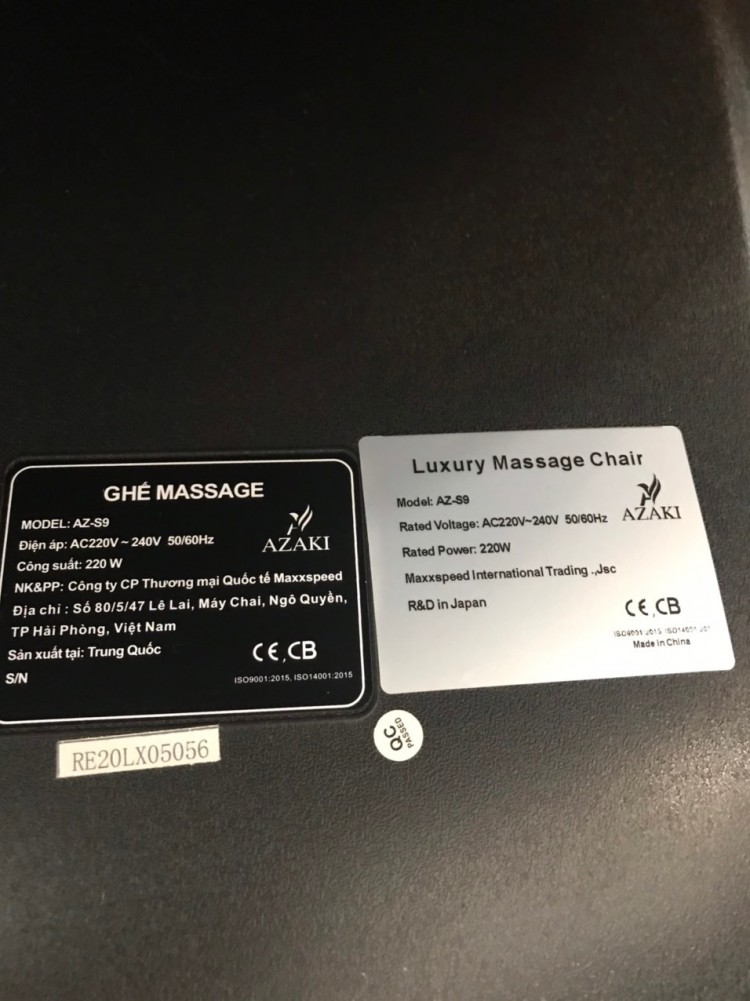 GHẾ MASSAGE
MODEL: AZ-S9
Điện áp: AC220V~240V 50/60Hz
Công suất: 220 W
AZAKI
NK&PP: Công ty CP Thương mại Quốc tế Maxxspeed
Địa chỉ : Số 80/5/47 Lê Lai, Máy Chai, Ngô Quyền,
TP Hải Phòng, Việt Nam
Sản xuất tại: Trung Quốc
CE,CB
S/N
ISO9001:2015, ISO14001:2015
RE20LX05056
Luxury Massage Chair
Model: AZ-S9
Rated Voltage: AC220V~240V 50/60Hz
AZAKI
Rated Power: 220W
Maxxspeed International Trading .,Jsc
R&D in Japan
CE,CB
Made in China
QC
PASSED